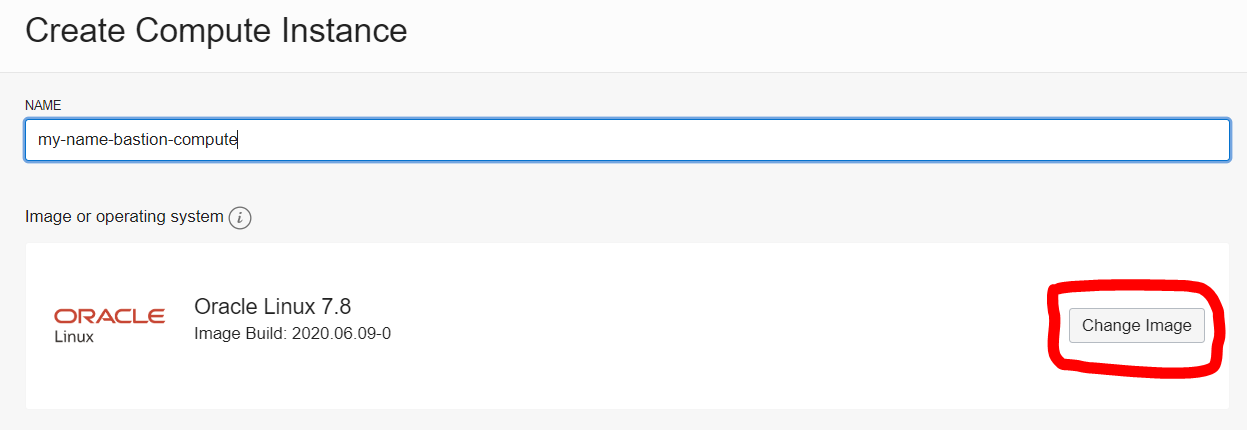 Create Compute Instance
NAME
my-name-bastion-compute
Image or operating system i
ORACLE
Linux
Oracle Linux 7.8
Image Build: 2020.06.09-0
Change Image